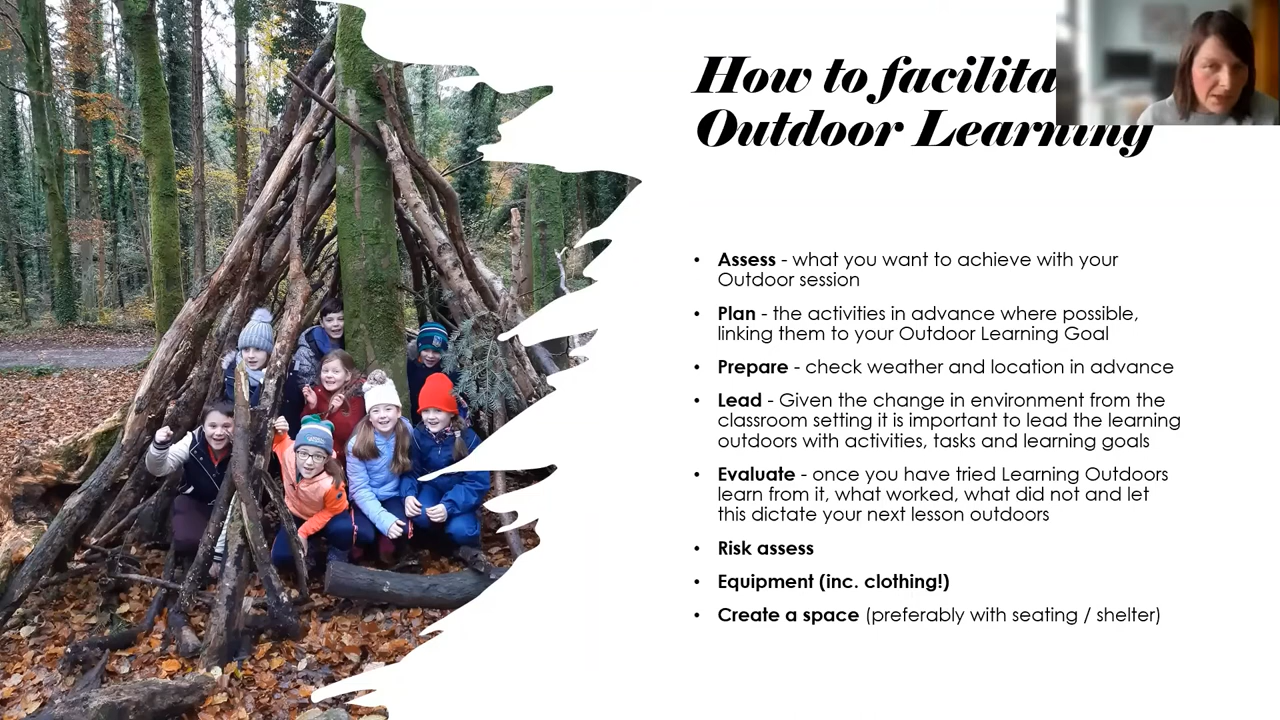 How to facilita
Outdoor Learning
• Assess - what you want to achieve with your
Outdoor session
• Plan - the activities in advance where possible,
linking them to your Outdoor Learning Goal
• Prepare - check weather and location in advance
• Lead - Given the change in environment from the
classroom setting it is important to lead the learning
outdoors with activities, tasks and learning goals
• Evaluate - once you have tried Learning Outdoors
learn from it, what worked, what did not and let
this dictate your next lesson outdoors
• Risk assess
• Equipment (inc. clothing!)
• Create a space (preferably with seating / shelter)